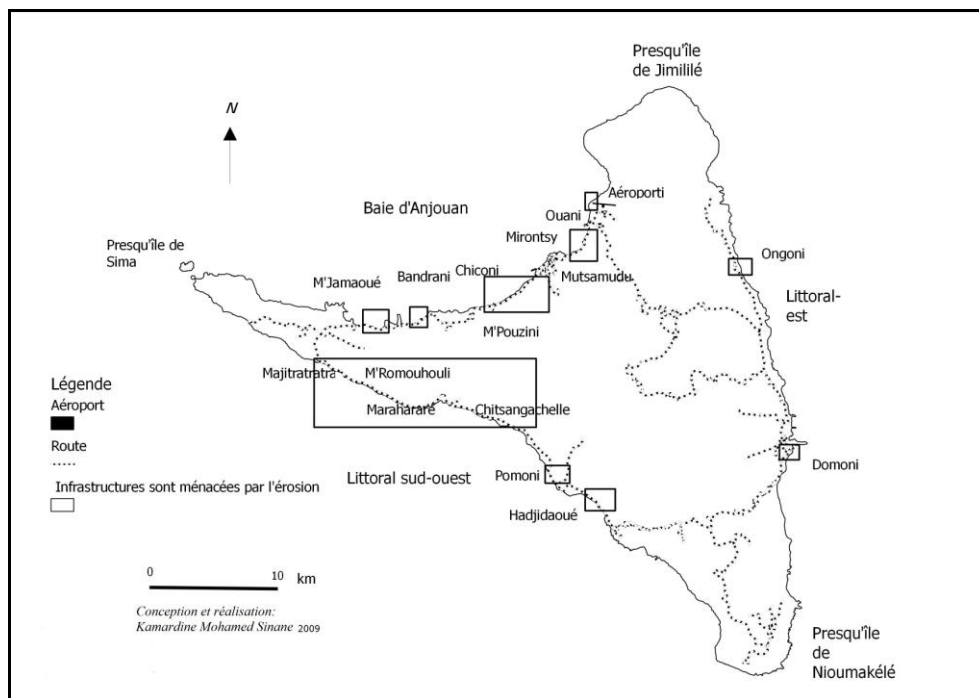 Presqu'île
de Jimililé
N
Aéroporti
Baie d'Anjouan
Ouani
Mirontsy
Presqu'île de
Sima
Ongoni
M'Jamaoué
Bandrani
Chiconi
Mutsamudu
Littoral-
est
M'Pouzini
Majitratratra
M'Romouhouli
Légende
Aéroport
Maraharare
Chitsangachelle
Route
Pomoni
Littoral sud-ouest
Domoni
Infrastructures sont ménacées par l'érosion
Hadjidaoué
0 10 km
Conception et réalisation:
Kamardine Mohamed Sinane 2009
Presqu'île
de
Nioumakélé